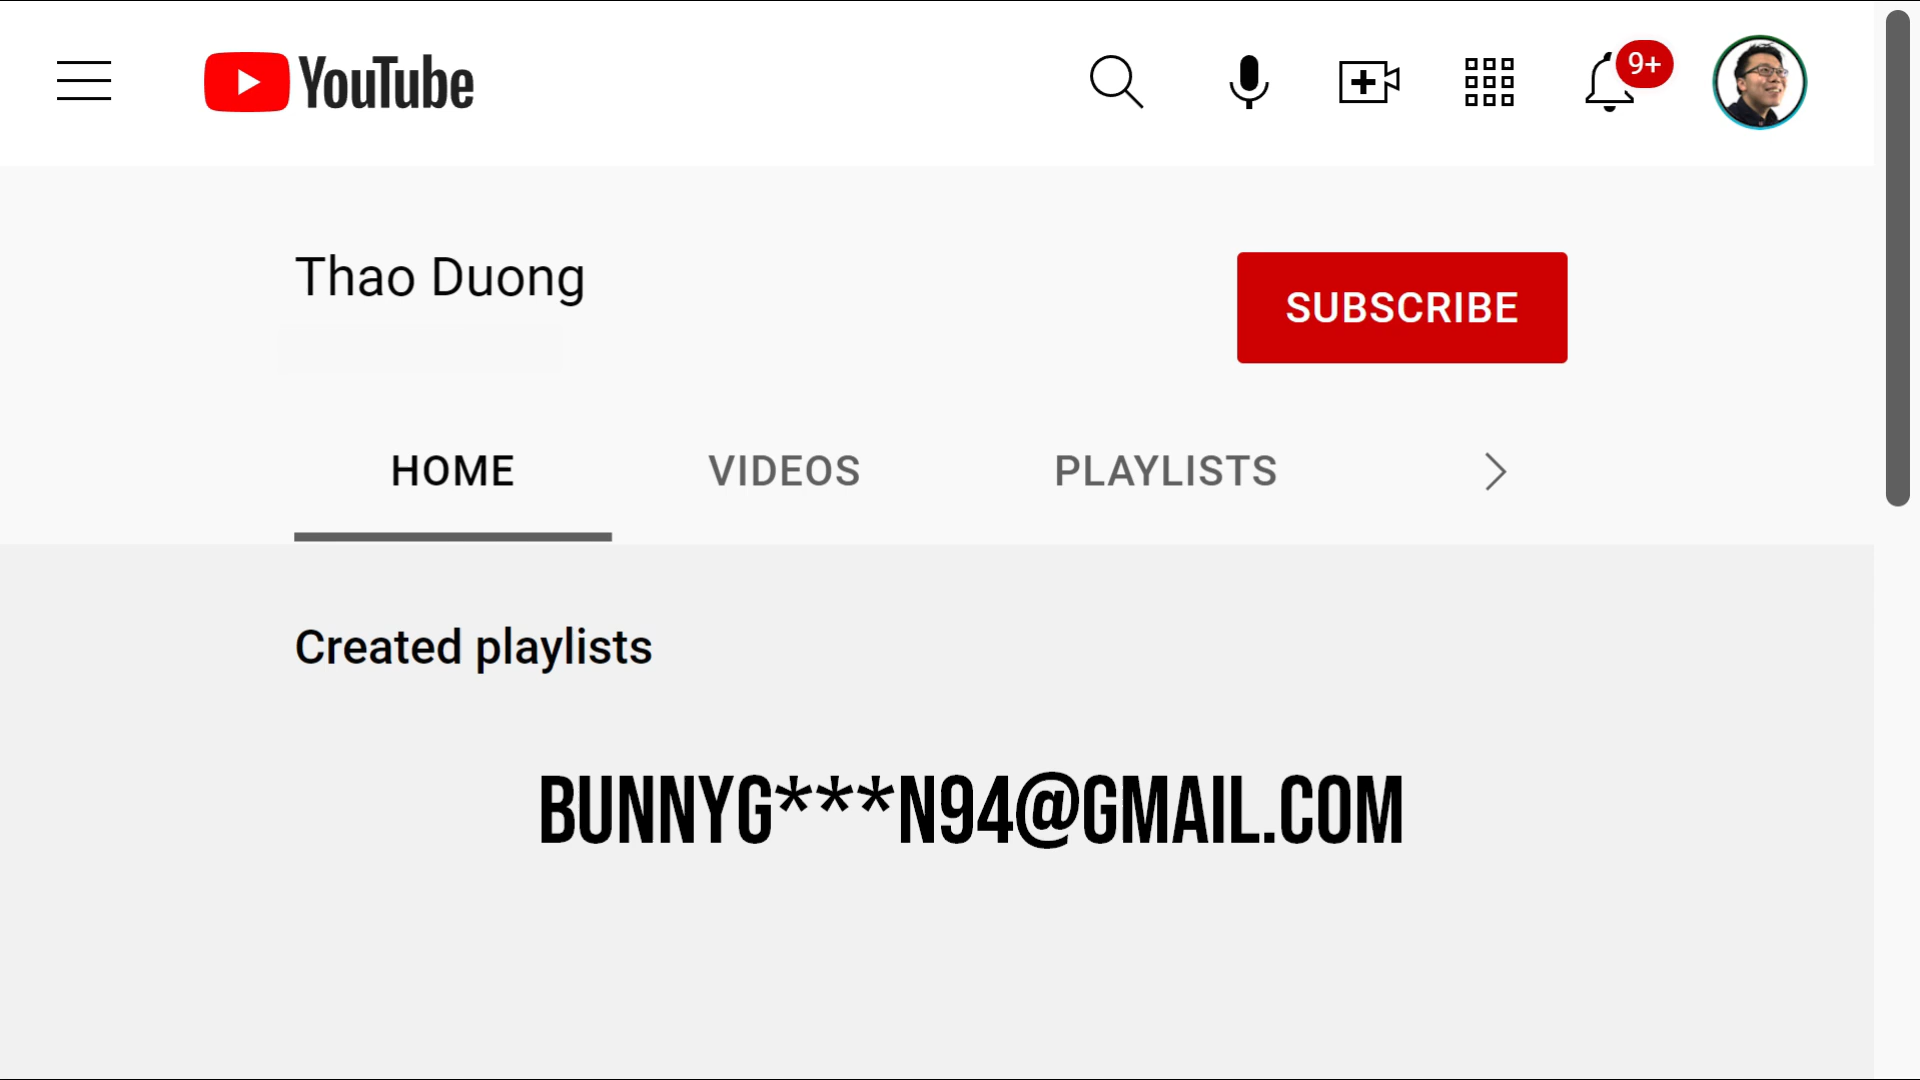 YouTube
9+
Thao Duong
SUBSCRIBE
HOME VIDEOS PLAYLISTS
Created playlists
BUNNYG***N94@GMAIL.COM